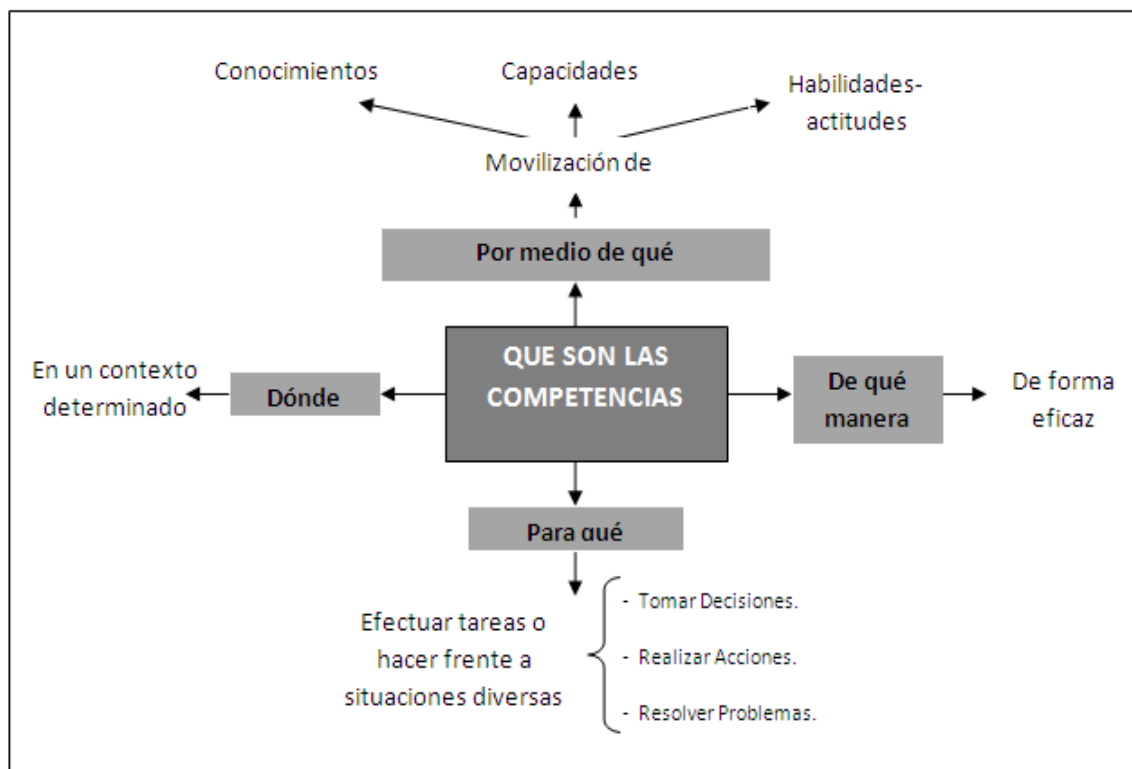 Conocimientos
Capacidades
Habilidades-
actitudes
Movilización de
Por medio de qué
QUE SON LAS
COMPETENCIAS
En un contexto
determinado
Dónde
De qué
manera
De forma
eficaz
Para qué
Efectuar tareas o
hacer frente a
situaciones diversas
- Tomar Decisiones.
- Realizar Acciones.
- Resolver Problemas.